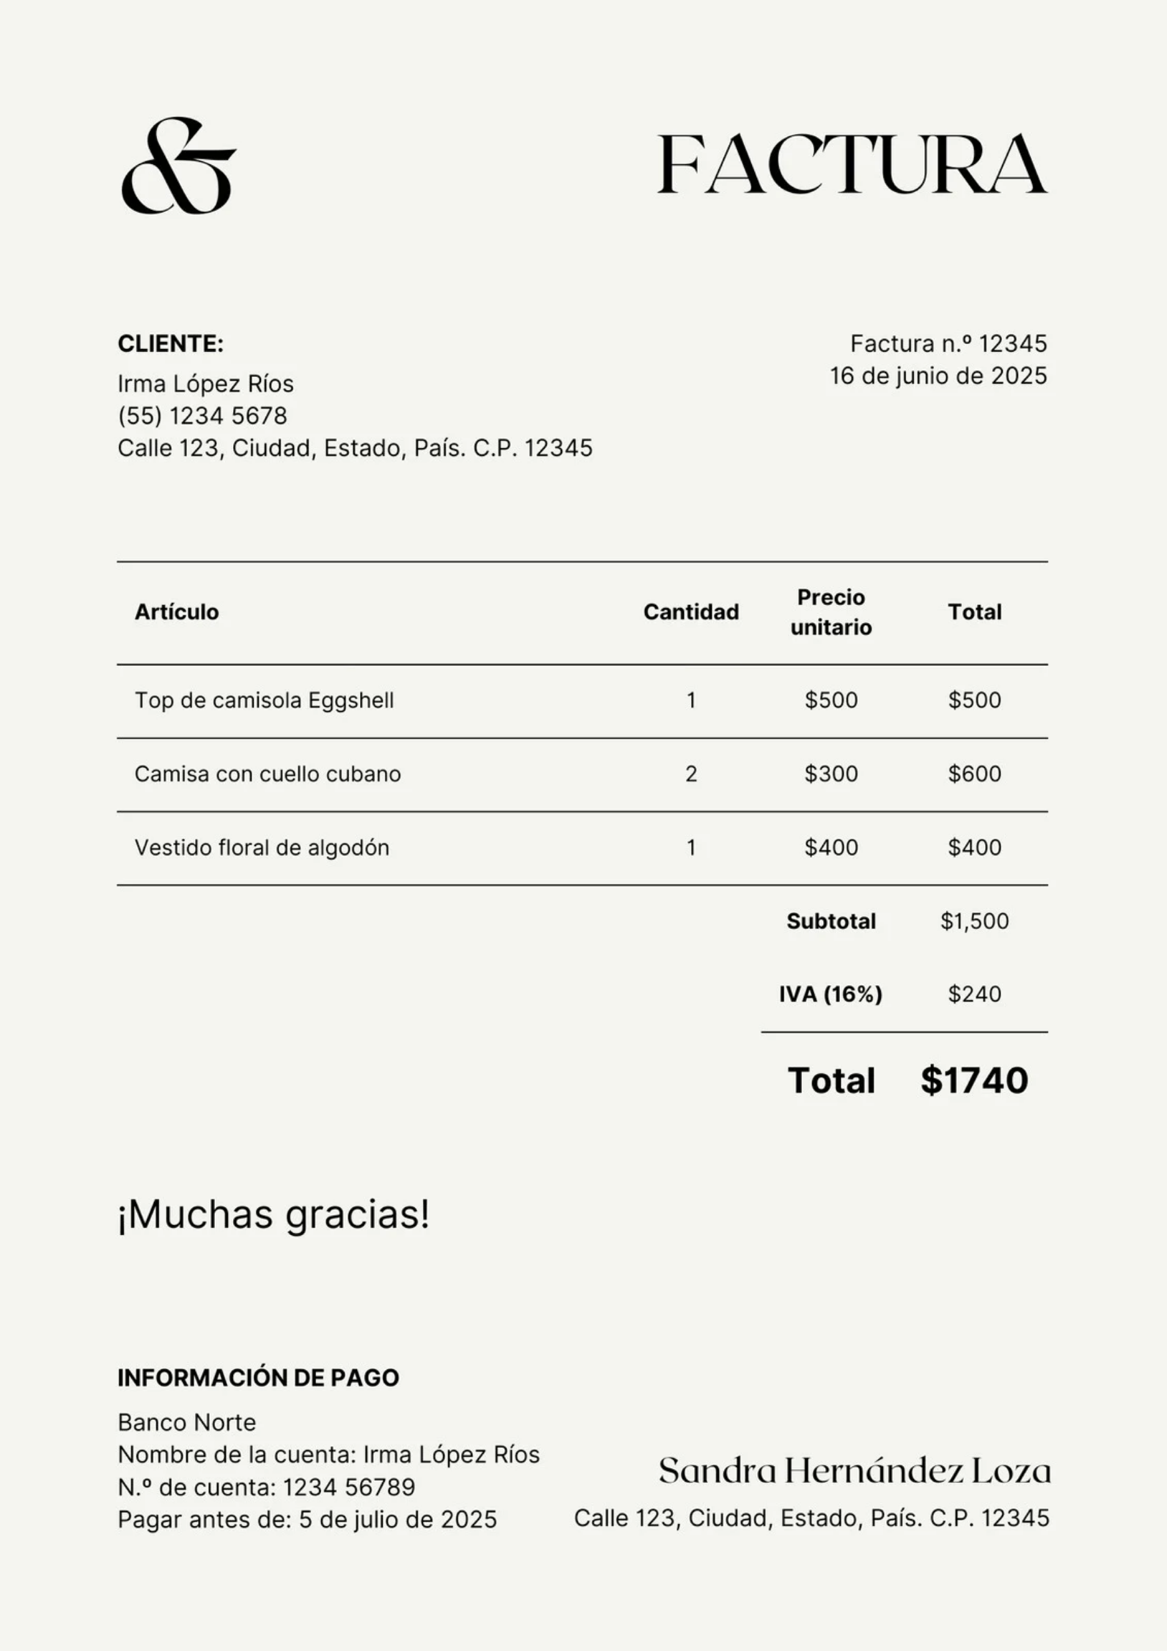 &
FACTURA
CLIENTE:
Irma López Ríos
(55) 1234 5678
Calle 123, Ciudad, Estado, País. C.P. 12345
Factura n.º 12345
16 de junio de 2025
Artículo Cantidad Precio unitario Total
Top de camisola Eggshell 1 $500 $500
Camisa con cuello cubano 2 $300 $600
Vestido floral de algodón 1 $400 $400
Subtotal $1,500
IVA (16%) $240
Total $1740
¡Muchas gracias!
INFORMACIÓN DE PAGO
Banco Norte
Nombre de la cuenta: Irma López Ríos
N.º de cuenta: 1234 56789
Pagar antes de: 5 de julio de 2025
Sandra Hernández Loza
Calle 123, Ciudad, Estado, País. C.P. 12345